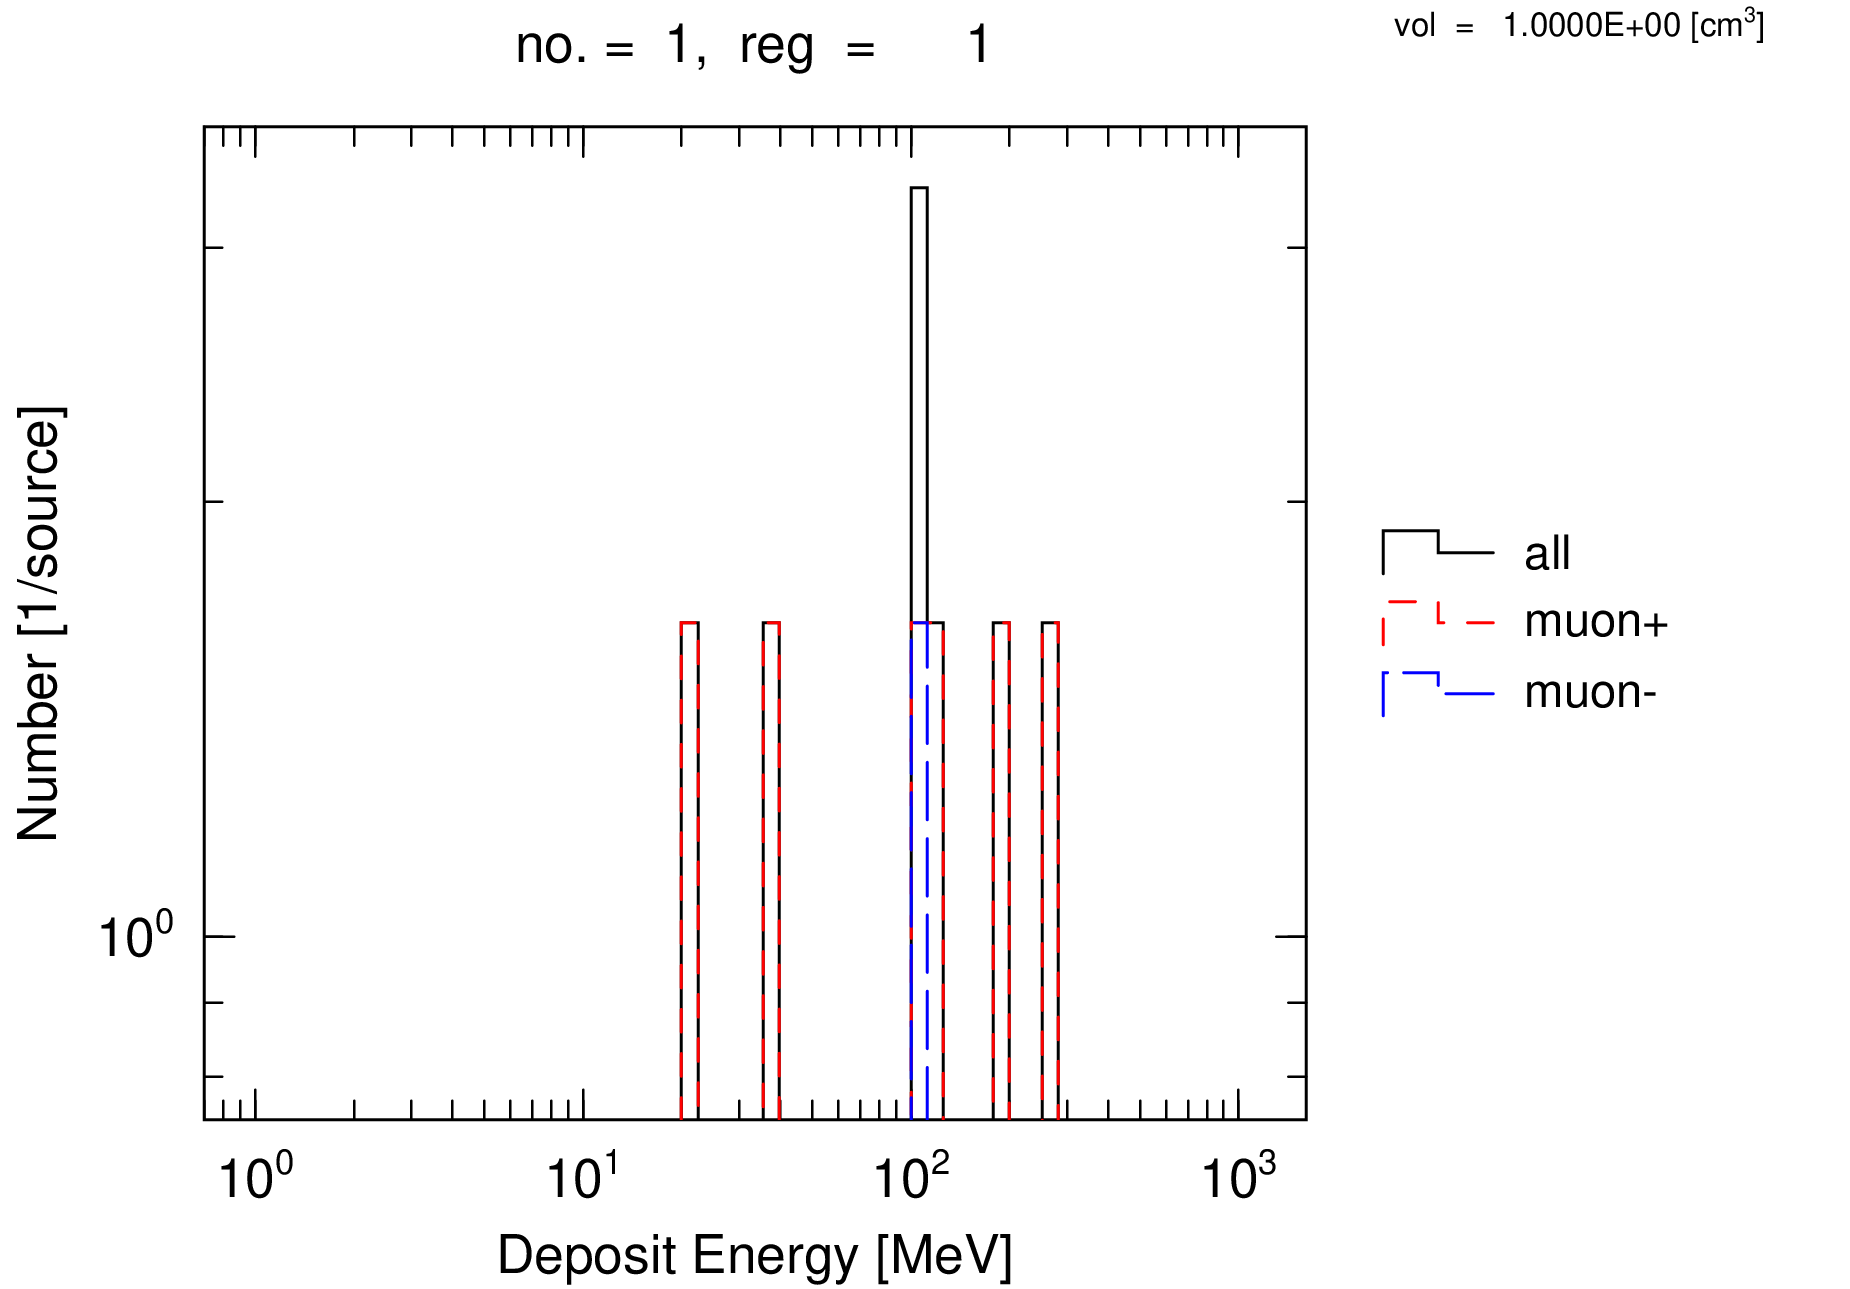 no. = 1, reg = 1
vol = 1.0000E+00 [cm³]
Number [1/source]
10⁰
all
muon+
muon-
10⁰ 10¹ 10² 10³
Deposit Energy [MeV]